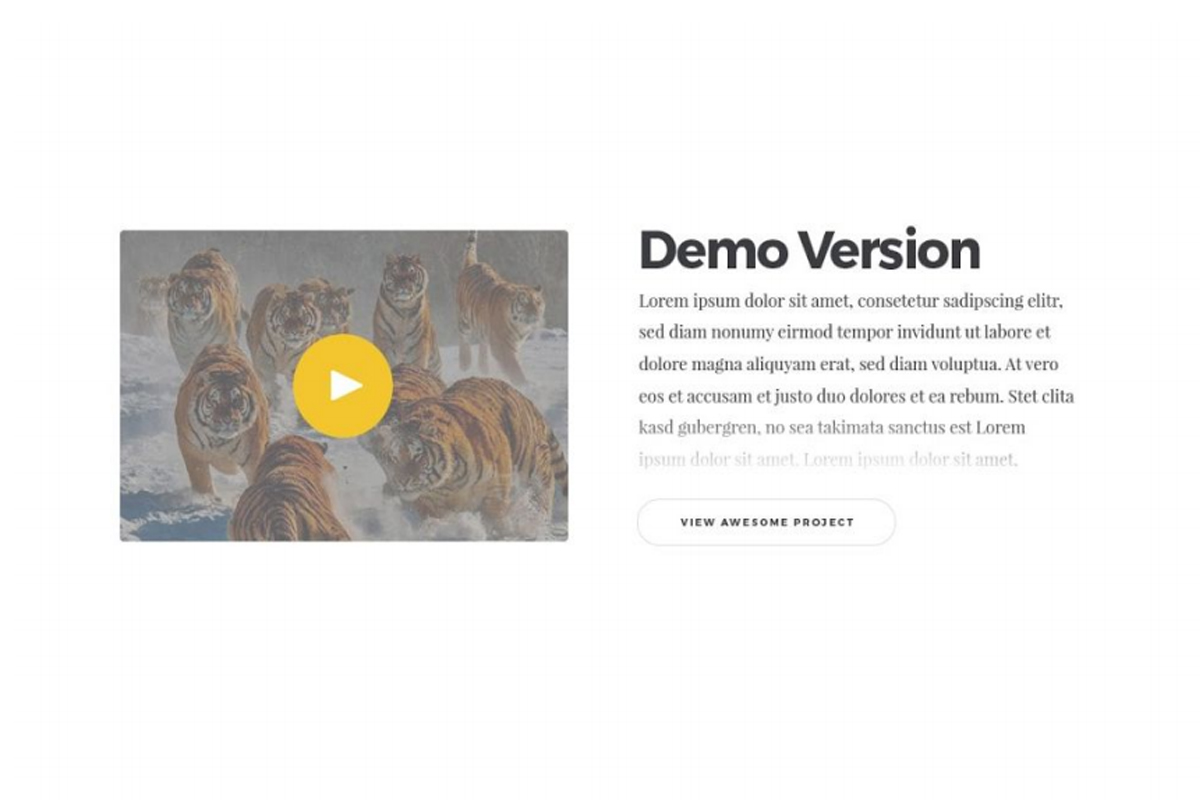 Demo Version
Lorem ipsum dolor sit amet, consetetur sadipscing elitr,
sed diam nonumy eirmod tempor invidunt ut labore et
dolore magna aliquyam erat, sed diam voluptua. At vero
eos et accusam et justo duo dolores et ea rebum. Stet clita
kasd gubergren, no sea takimata sanctus est Lorem
ipsum dolor sit amet. Lorem ipsum dolor sit amet.
VIEW AWESOME PROJECT